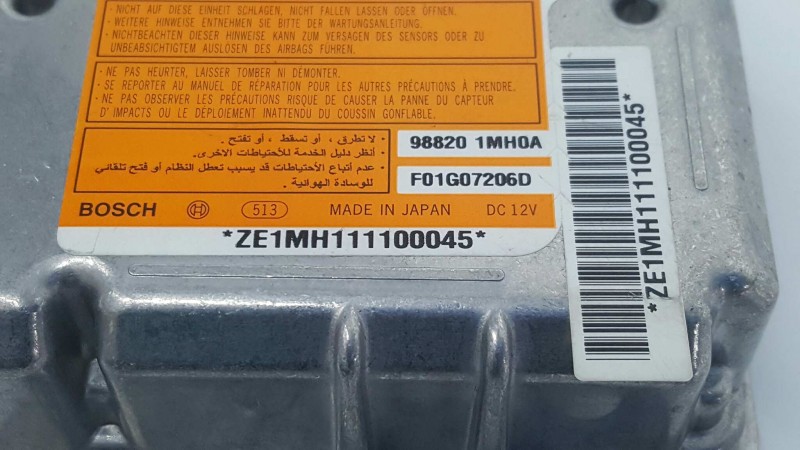 · NICHT AUF DIESE EINHEIT SCHLAGEN, NICHT FALLEN LASSEN ODER ÖFFNEN.
· WEITERE HINWEISE ENTNEHMEN SIE BITTE DER WARTUNGSANLEITUNG.
· NICHTBEACHTEN DIESER HINWEISE KANN ZUM VERSAGEN DES SENSORS ODER ZU
UNBEABSICHTIGTEM AUSLÖSEN DES AIRBAGS FÜHREN.
· NE PAS HEURTER, LAISSER TOMBER NI DÉMONTER.
· SE REPORTER AU MANUEL DE RÉPARATION POUR LES AUTRES PRÉCAUTIONS À PRENDRE.
· NE PAS OBSERVER LES PRÉCAUTIONS RISQUE DE CAUSER LA PANNE DU CAPTEUR
D'IMPACTS OU LE DÉPLOIEMENT INATTENDU DU COUSSIN GONFLABLE.
· لا تطرق ، أو تسقط ، أو تفتح .
· أنظر دليل الخدمة للأحتياطات الأخرى.
· عدم أتباع الأحتياطات قد يسبب تعطل النظام أو فتح تلقائي
للوسادة الهوائية .
98820 1MH0A
F01G07206D
BOSCH 513 MADE IN JAPAN DC 12V
*ZE1MH111100045*
*ZE1MH111100045*